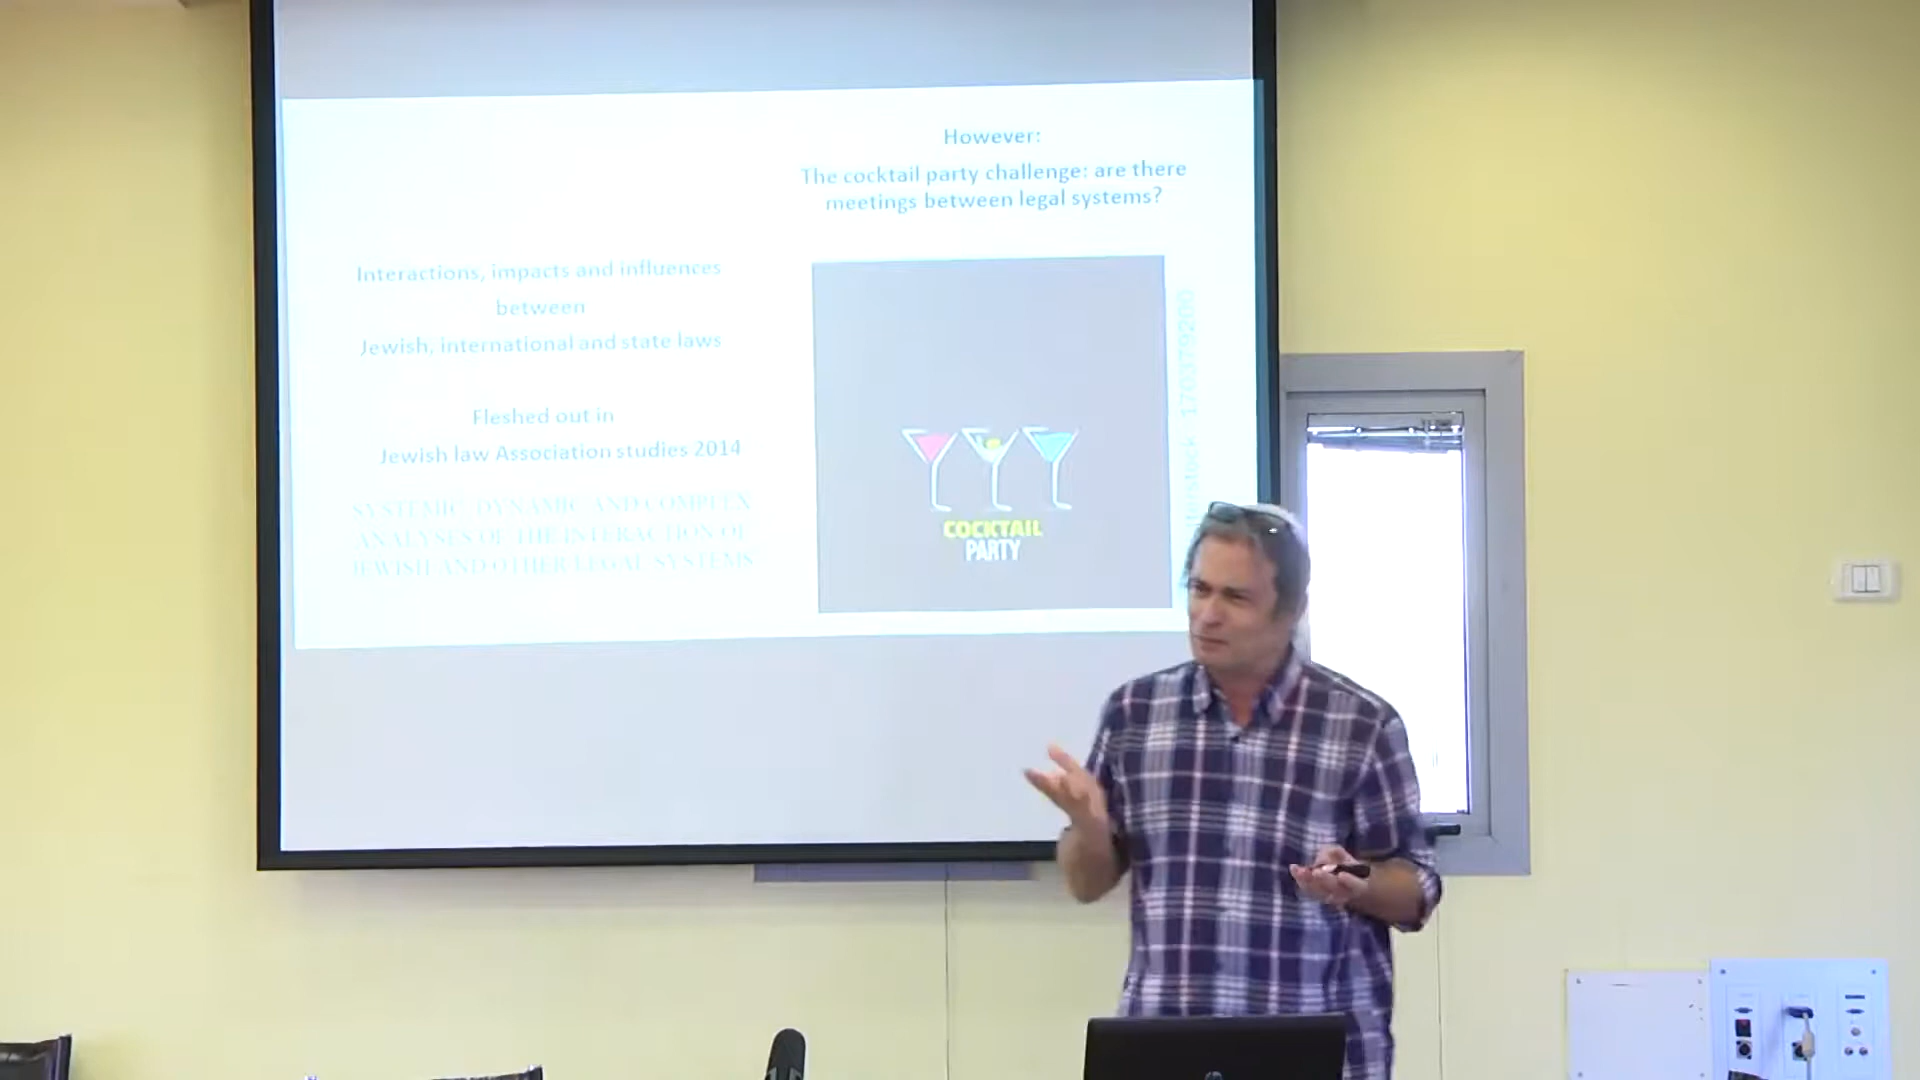 However:
The cocktail party challenge: are there
meetings between legal systems?
Interactions, impacts and influences
between
Jewish, international and state laws
Fleshed out in
Jewish law Association studies 2014
SYSTEMIC, DYNAMIC AND COMPLEX
ANALYSES OF THE INTERACTION OF
JEWISH AND OTHER LEGAL SYSTEMS
COCKTAIL
PARTY